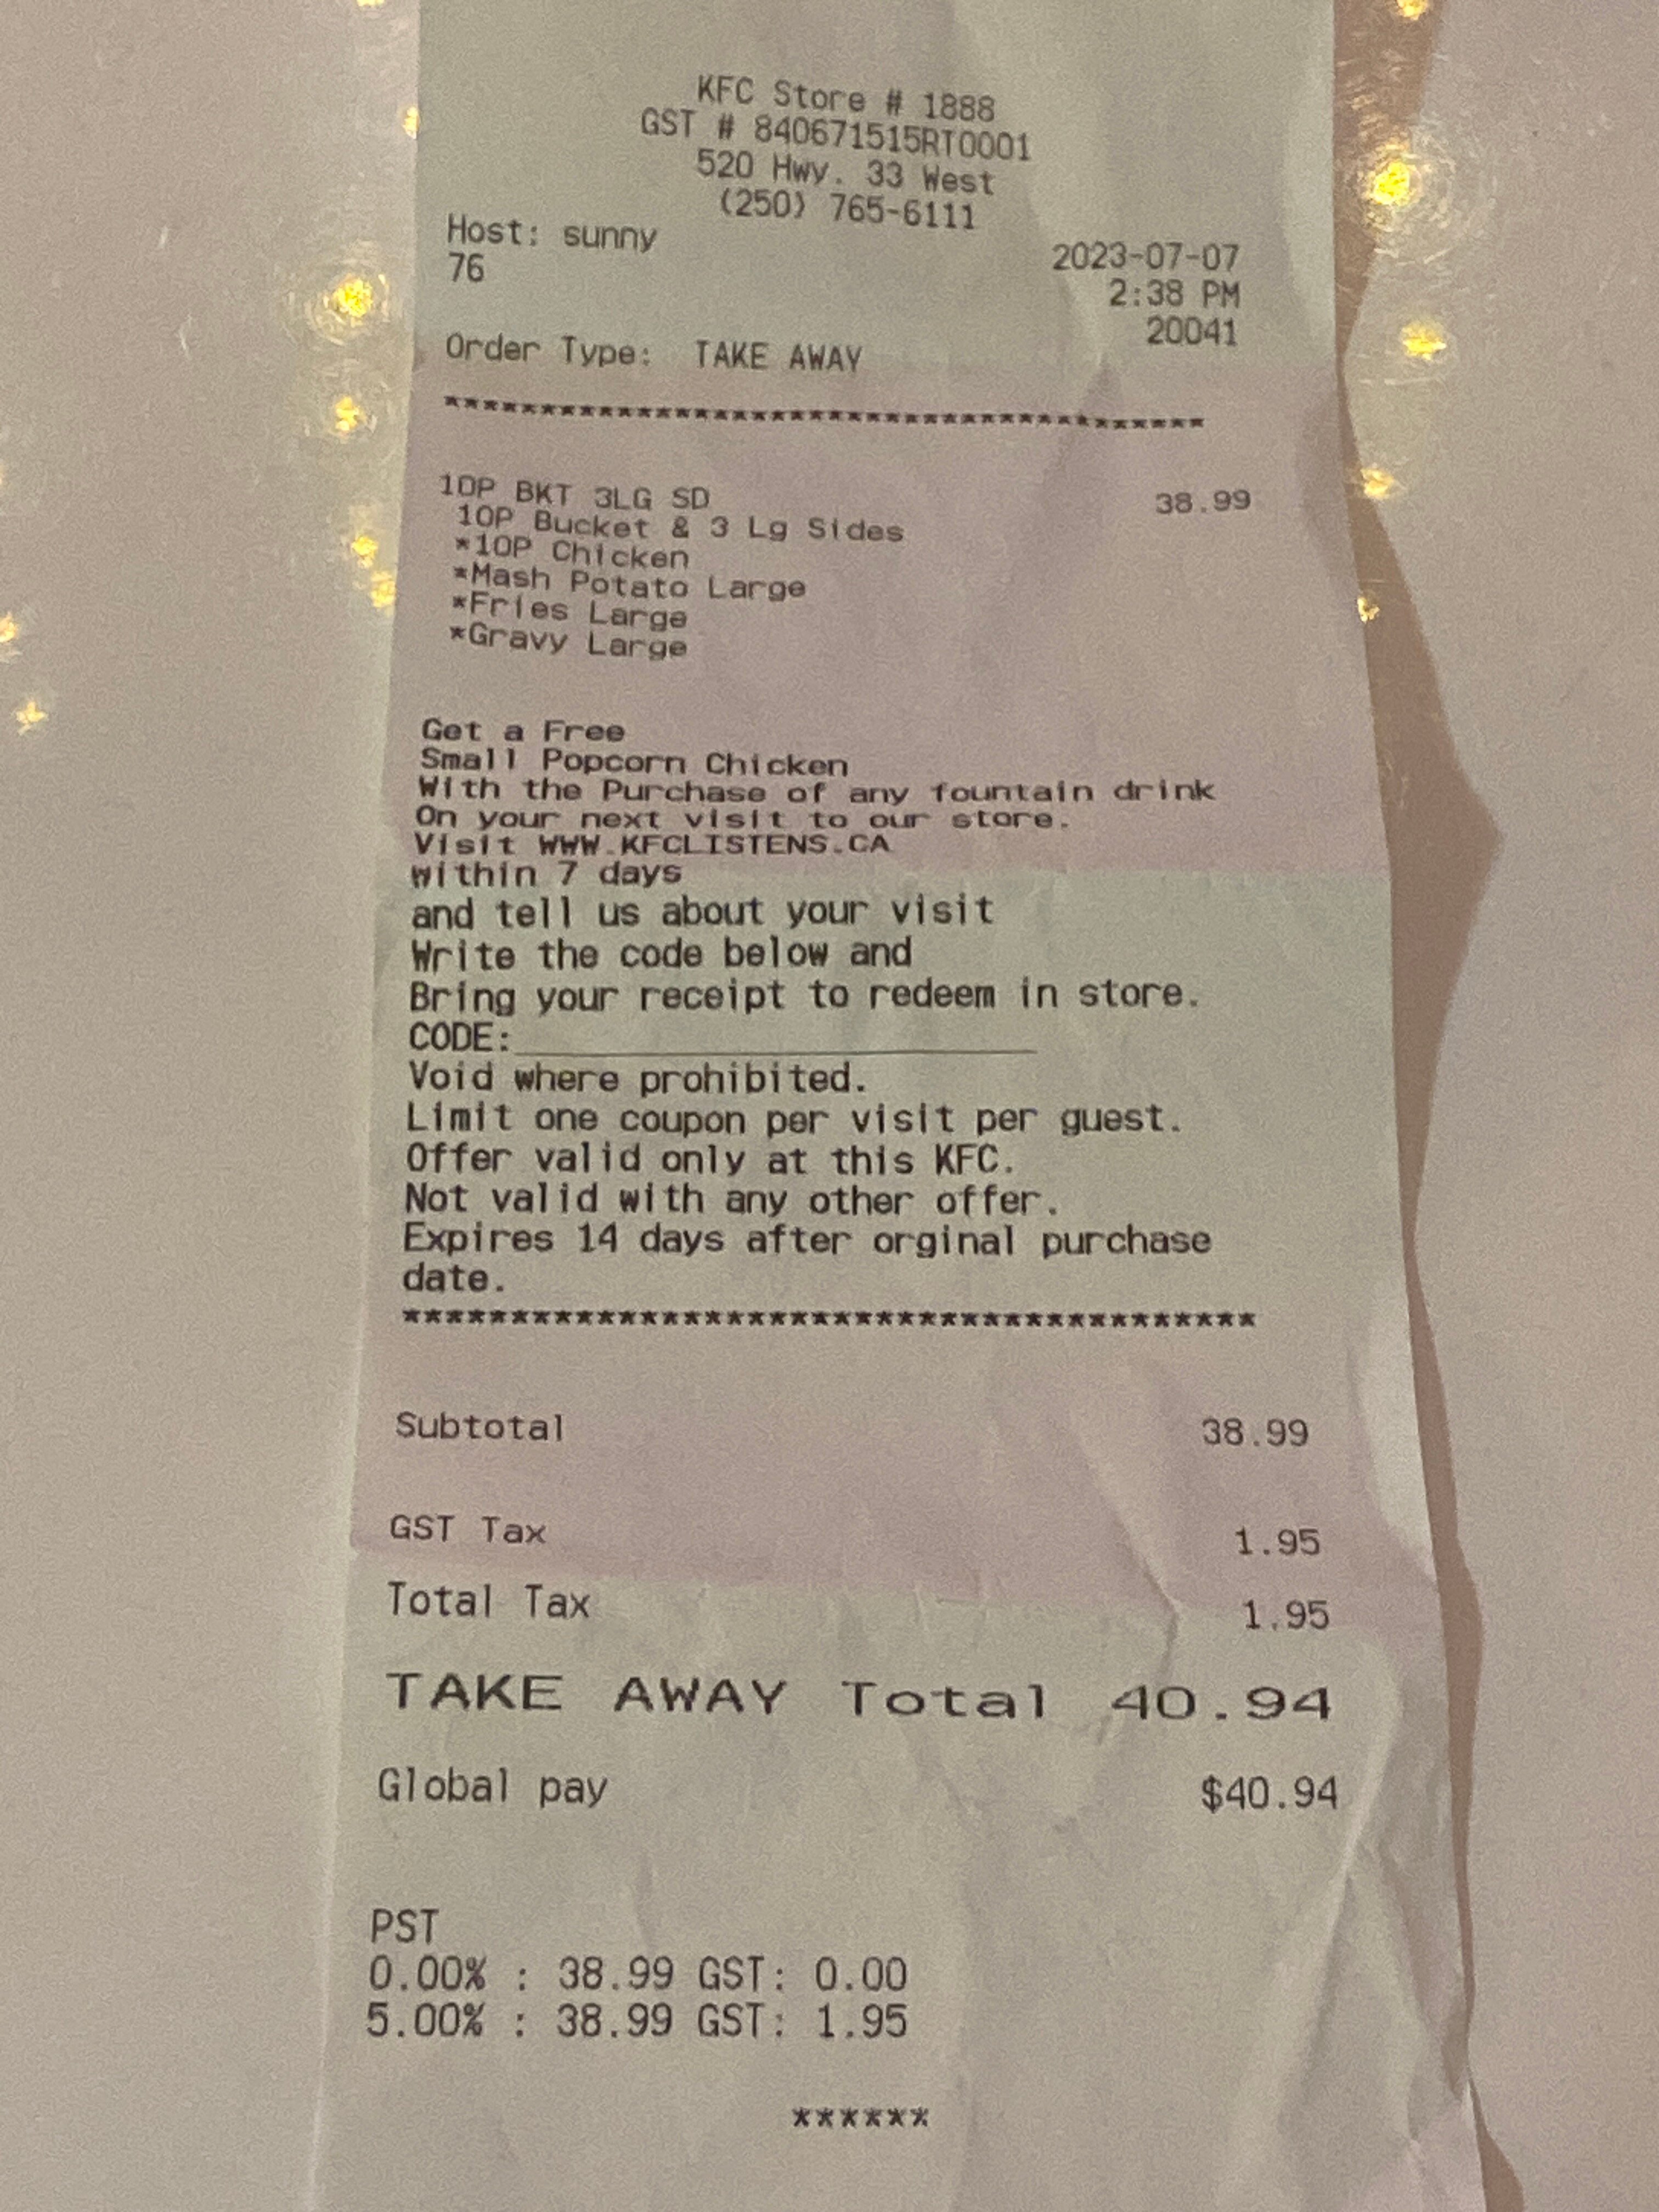 KFC Store # 1888
GST # 840671515RT0001
520 Hwy. 33 West
(250) 765-6111
Host: sunny
2023-07-07
76
2:38 PM
20041
Order Type: TAKE AWAY
***************************************
10P BKT 3LG SD 38.99
10P Bucket & 3 Lg Sides
*10P Chicken
*Mash Potato Large
*Fries Large
*Gravy Large
Get a Free
Small Popcorn Chicken
With the Purchase of any fountain drink
On your next visit to our store.
Visit WWW.KFCLISTENS.CA
within 7 days
and tell us about your visit
Write the code below and
Bring your receipt to redeem in store.
CODE:_________________________
Void where prohibited.
Limit one coupon per visit per guest.
Offer valid only at this KFC.
Not valid with any other offer.
Expires 14 days after orginal purchase
date.
****************************************
Subtotal 38.99
GST Tax 1.95
Total Tax 1.95
TAKE AWAY Total 40.94
Global pay $40.94
PST
0.00% : 38.99 GST: 0.00
5.00% : 38.99 GST: 1.95
******